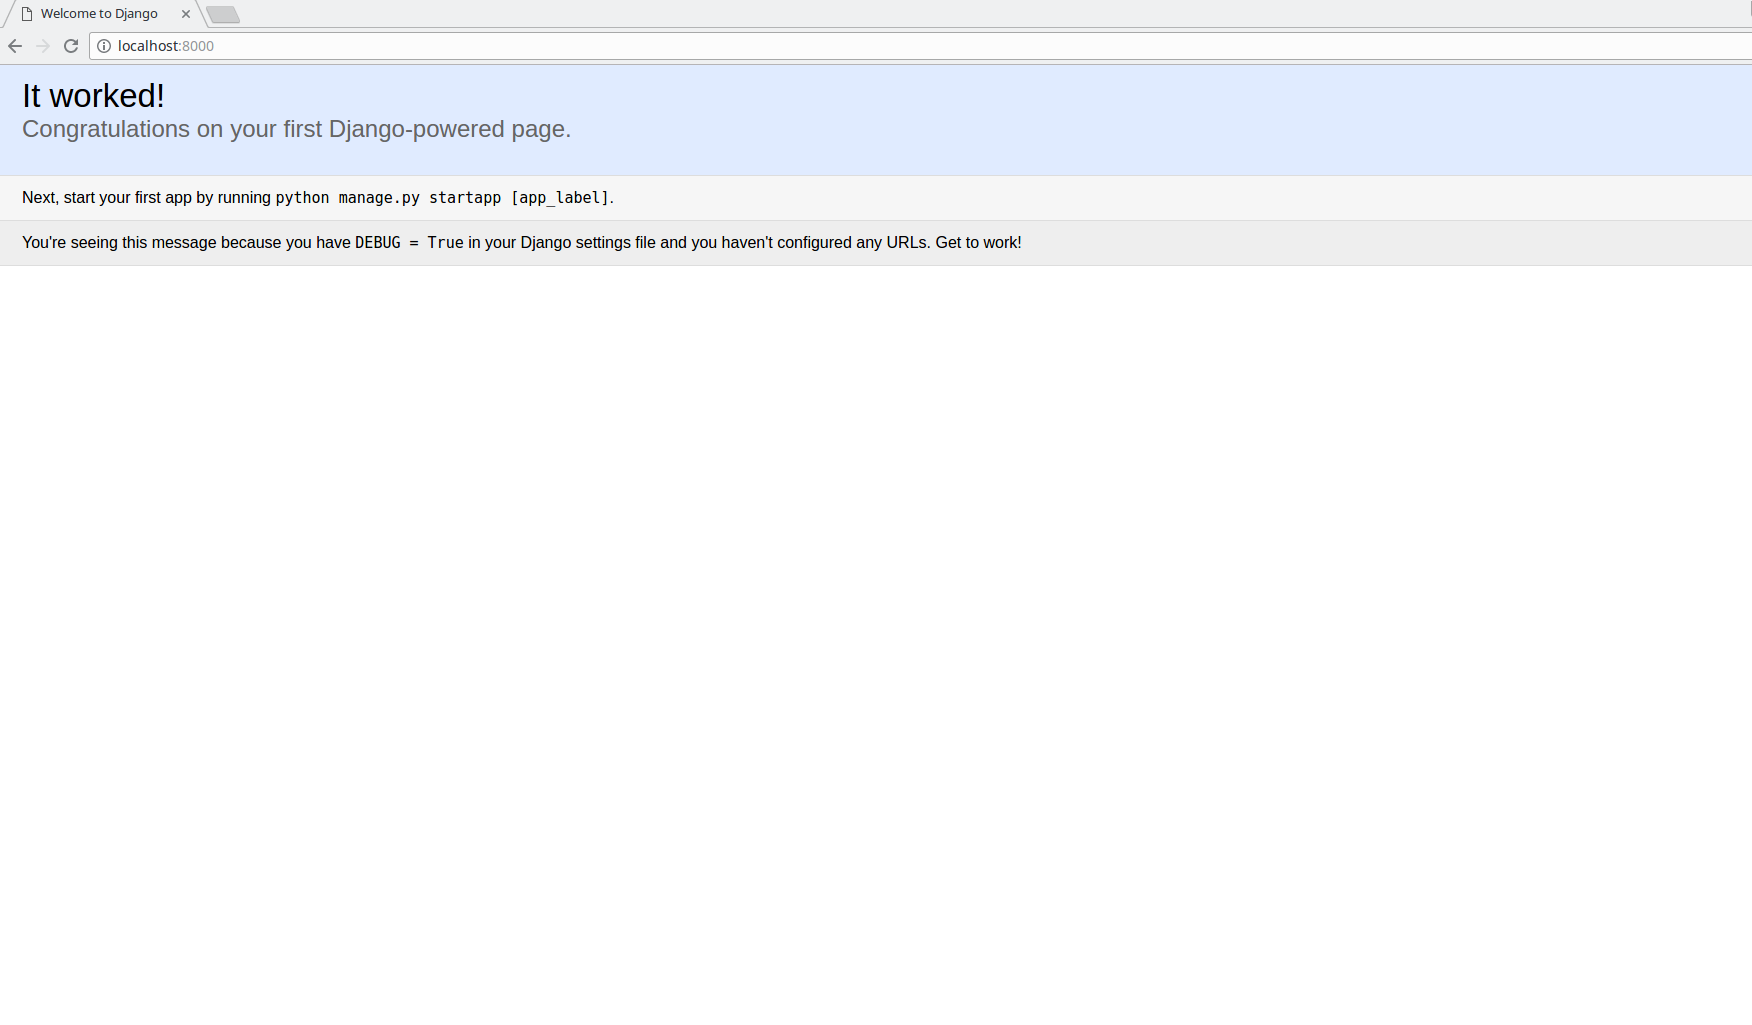 Welcome to Django
localhost:8000
It worked!
Congratulations on your first Django-powered page.
Next, start your first app by running python manage.py startapp [app_label].
You're seeing this message because you have DEBUG = True in your Django settings file and you haven't configured any URLs. Get to work!